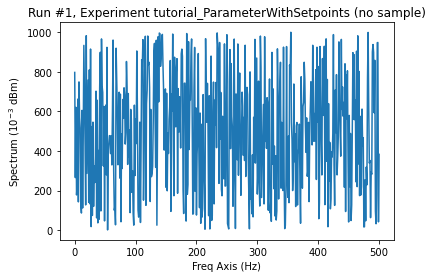 Run #1, Experiment tutorial_ParameterWithSetpoints (no sample)
1000
800
600
400
200
0
Spectrum (10⁻³ dBm)
0 100 200 300 400 500
Freq Axis (Hz)